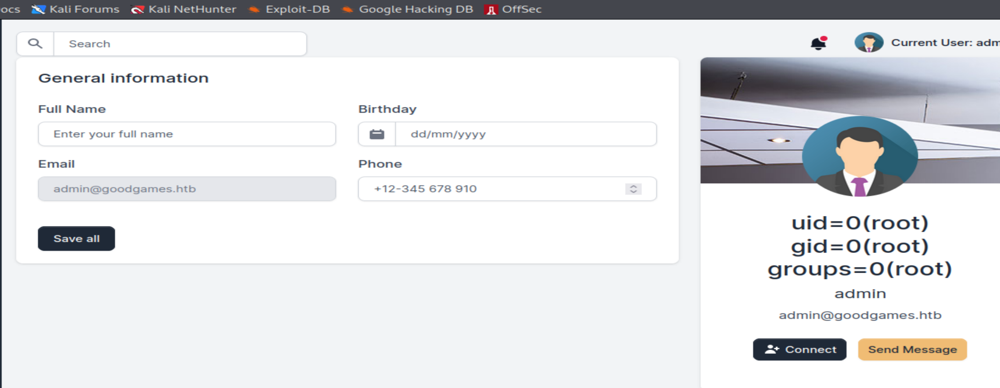 ocs Kali Forums Kali NetHunter Exploit-DB Google Hacking DB OffSec
Search
Current User: adm
General information
Full Name Birthday
Enter your full name dd/mm/yyyy
Email Phone
admin@goodgames.htb +12-345 678 910
Save all
uid=0(root)
gid=0(root)
groups=0(root)
admin
admin@goodgames.htb
Connect Send Message